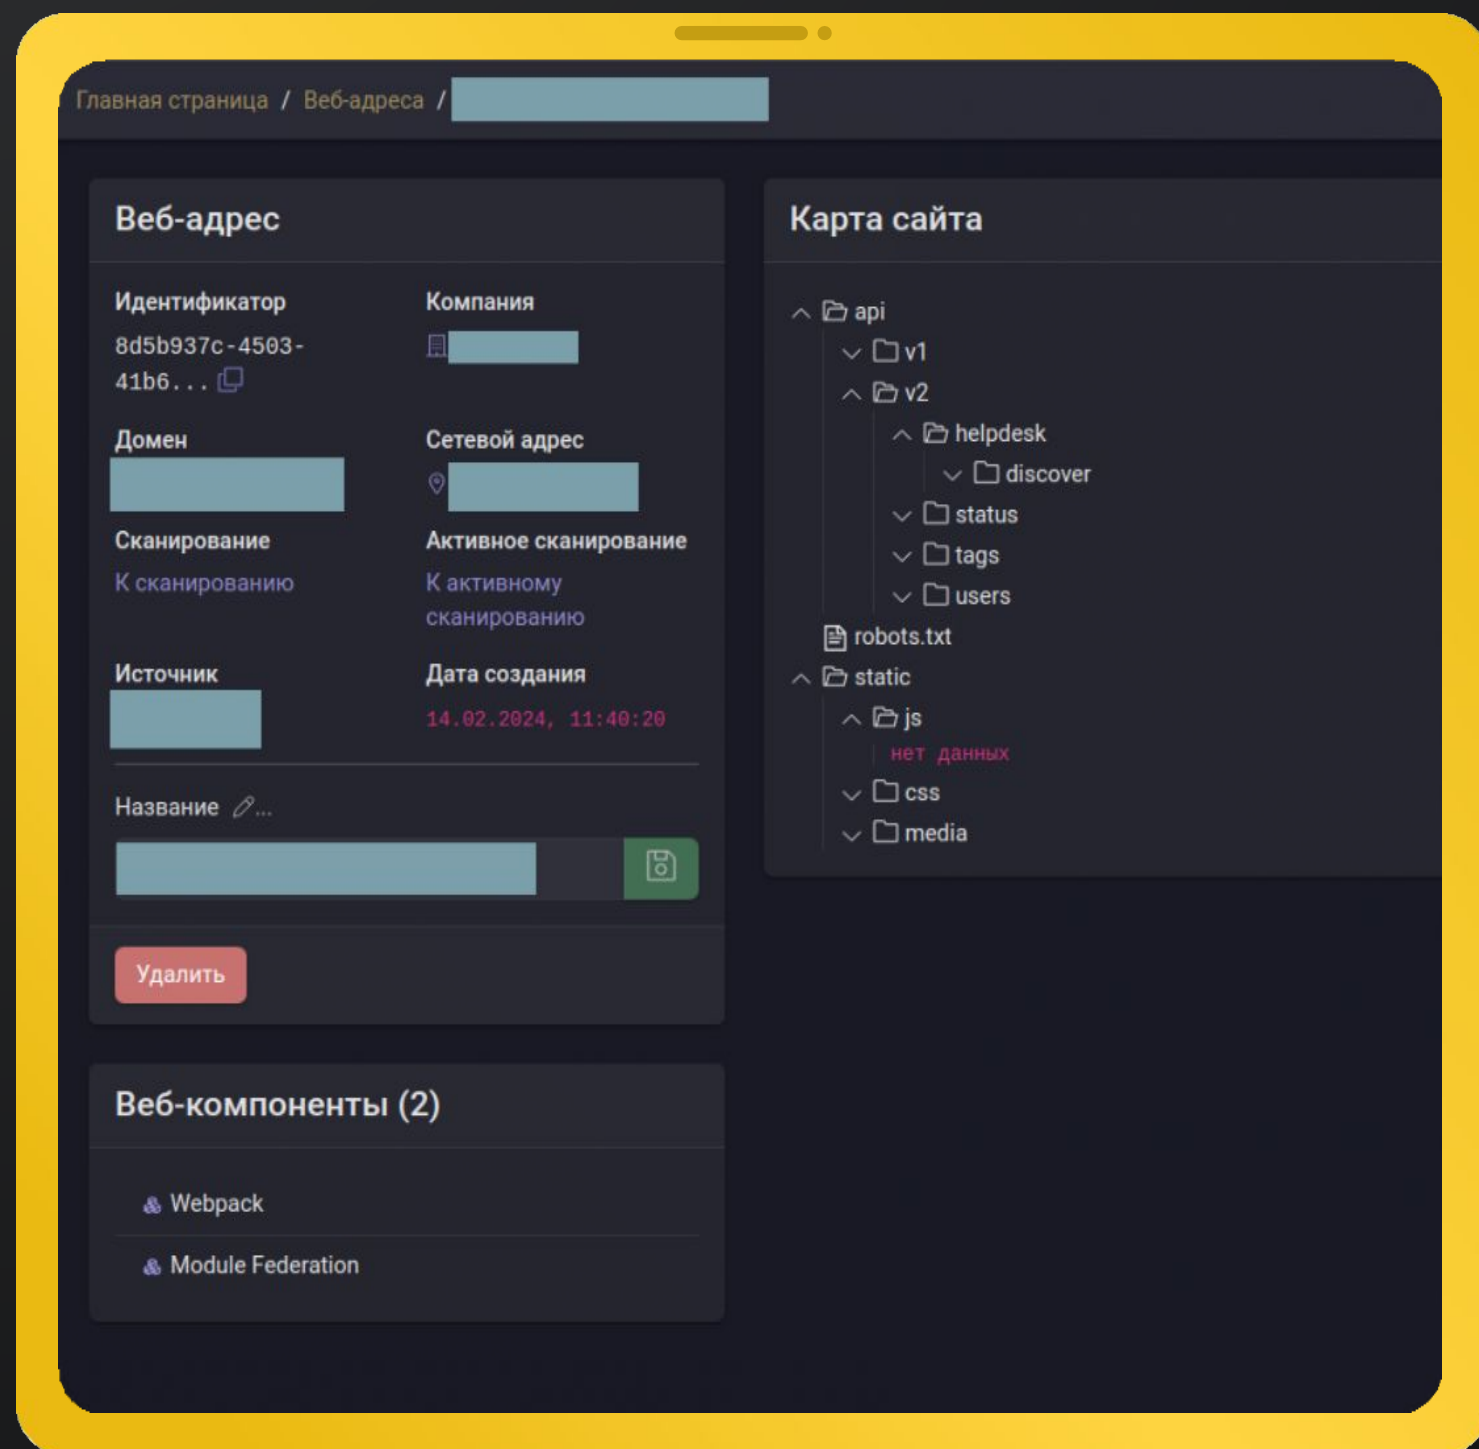 Главная страница / Веб-адреса /
Веб-адрес
Идентификатор
8d5b937c-4503-
41b6...
Компания
Домен
Сетевой адрес
Сканирование
К сканированию
Активное сканирование
К активному
сканированию
Источник
Дата создания
14.02.2024, 11:40:20
Название ...
Удалить
Веб-компоненты (2)
Webpack
Module Federation
Карта сайта
api
v1
v2
helpdesk
discover
status
tags
users
robots.txt
static
js
нет данных
css
media